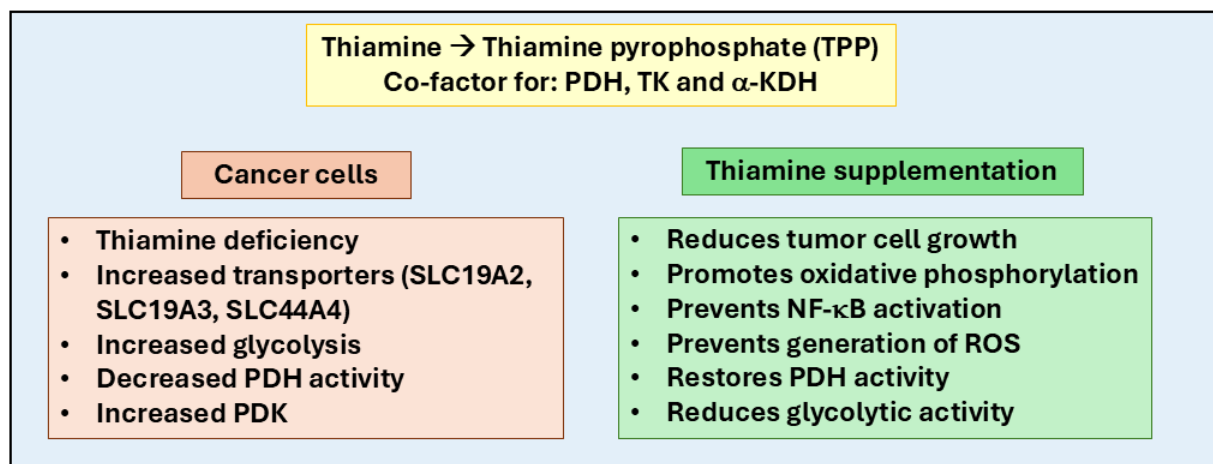 Thiamine → Thiamine pyrophosphate (TPP)
Co-factor for: PDH, TK and α-KDH
Cancer cells
• Thiamine deficiency
• Increased transporters (SLC19A2,
SLC19A3, SLC44A4)
• Increased glycolysis
• Decreased PDH activity
• Increased PDK
Thiamine supplementation
• Reduces tumor cell growth
• Promotes oxidative phosphorylation
• Prevents NF-κB activation
• Prevents generation of ROS
• Restores PDH activity
• Reduces glycolytic activity